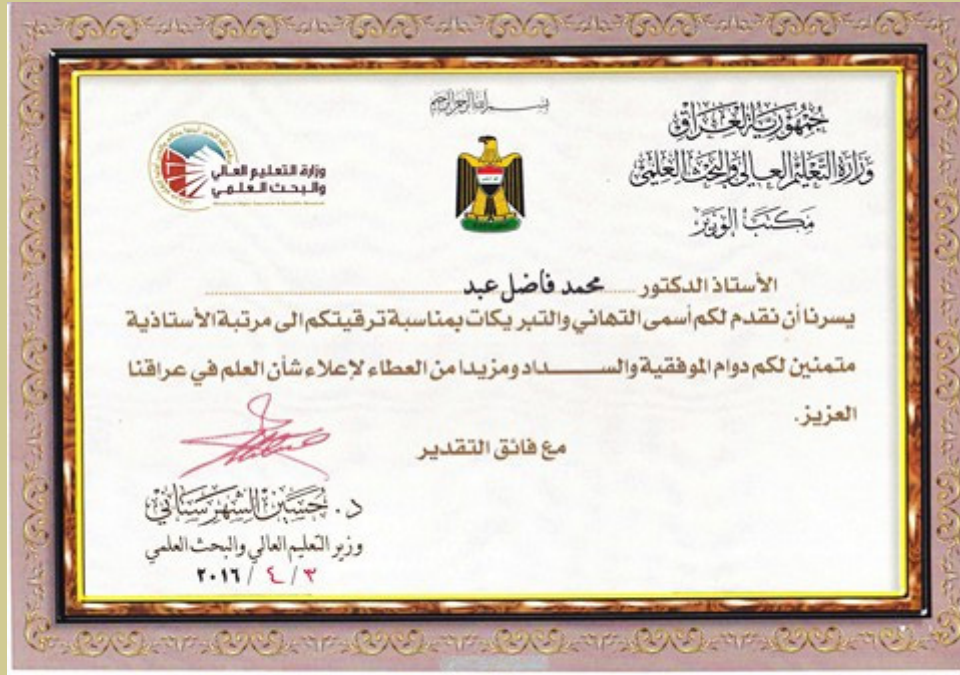 بسم الله الرحمن الرحيم
جمهورية العراق
وزارة التعليم العالي والبحث العلمي
مكتب الوزير
وزارة التعليم العالي
والبحث العلمي
الأستاذ الدكتور ...... محمد فاضل عبد ......
يسرنا أن نقدم لكم أسمى التهاني والتبريكات بمناسبة ترقيتكم الى مرتبة الأستاذية
متمنين لكم دوام الموفقية والســـــداد ومزيدا من العطاء لإعلاء شأن العلم في عراقنا
العزيز .
مع فائق التقدير
د . حسين الشهرستاني
وزير التعليم العالي والبحث العلمي
٣ / ٤ / ٢٠١٦